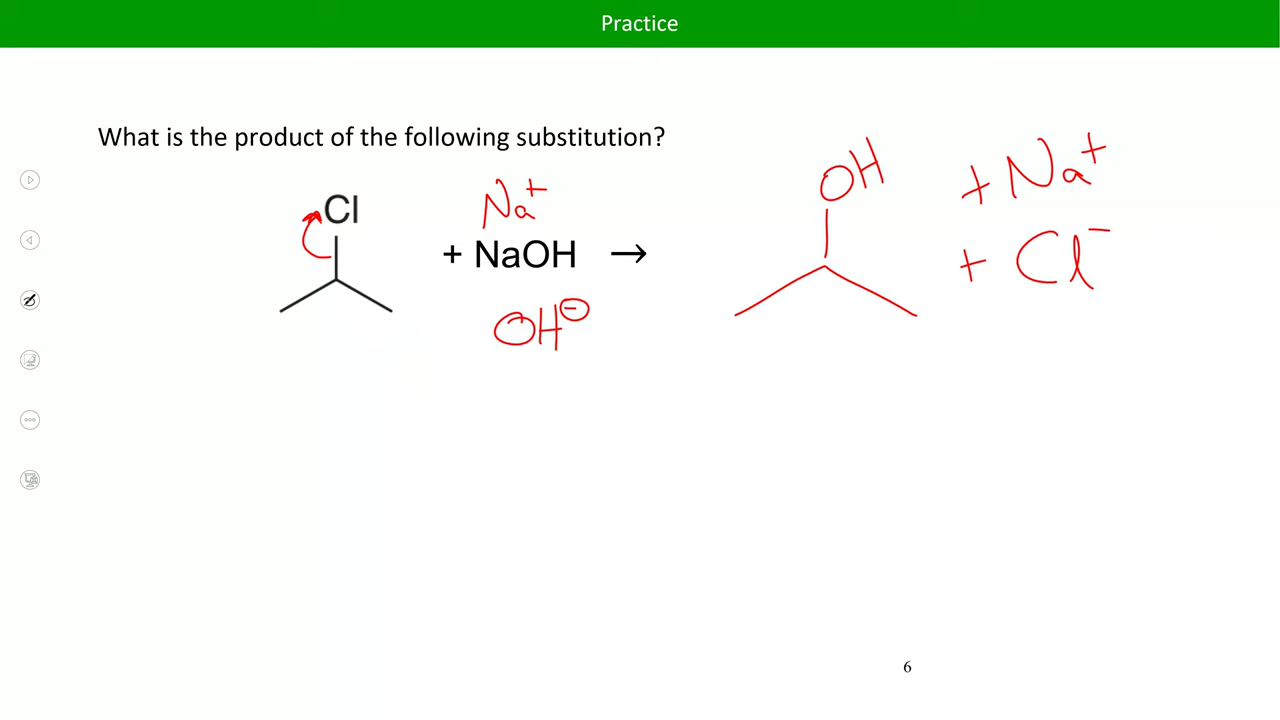 Practice
What is the product of the following substitution?
Cl
Na+
+ NaOH →
OH⊖
OH
+ Na+
+ Cl−
6